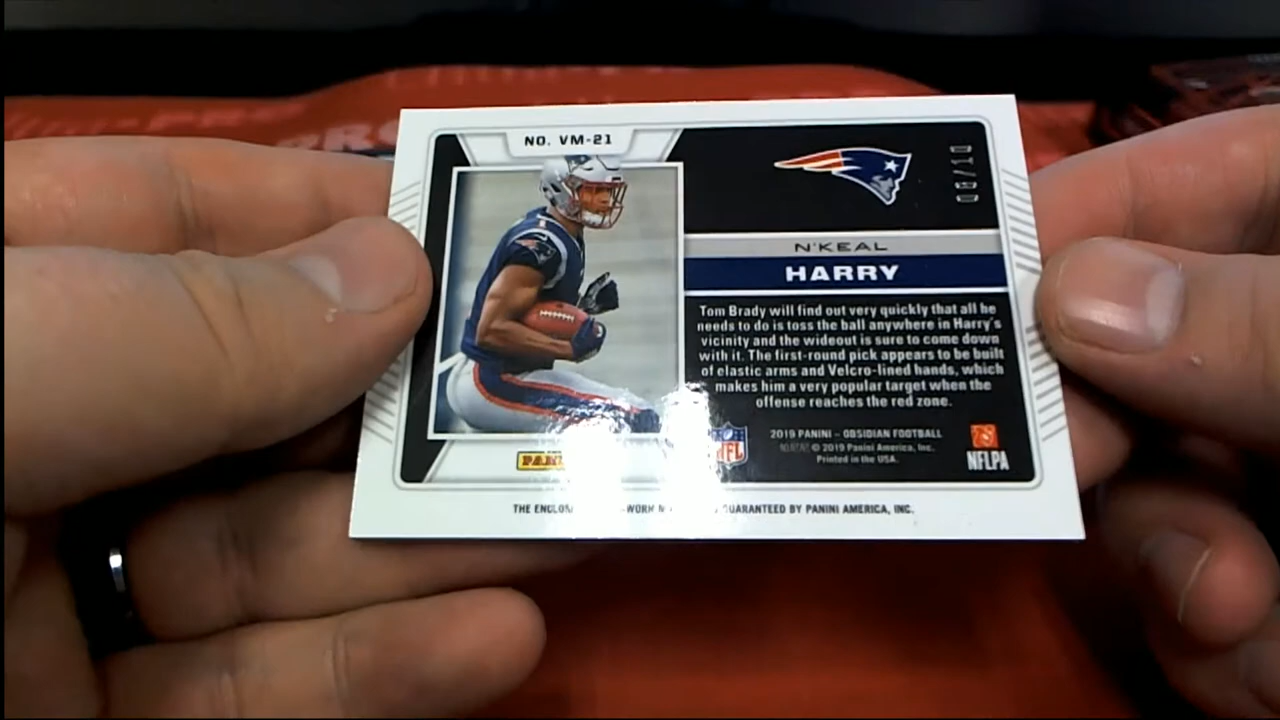 NO. VM-21
N'KEAL
HARRY
Tom Brady will find out very quickly that all he
needs to do is toss the ball anywhere in Harry's
vicinity and the wideout is sure to come down
with it. The first-round pick appears to be built
of elastic arms and Velcro-lined hands, which
makes him a very popular target when the
offense reaches the red zone.
2019 PANINI – OBSIDIAN FOOTBALL
© 2019 Panini America, Inc.
Printed in the USA.
NFL
NFLPA
THE GUARANTEED BY PANINI AMERICA, INC.